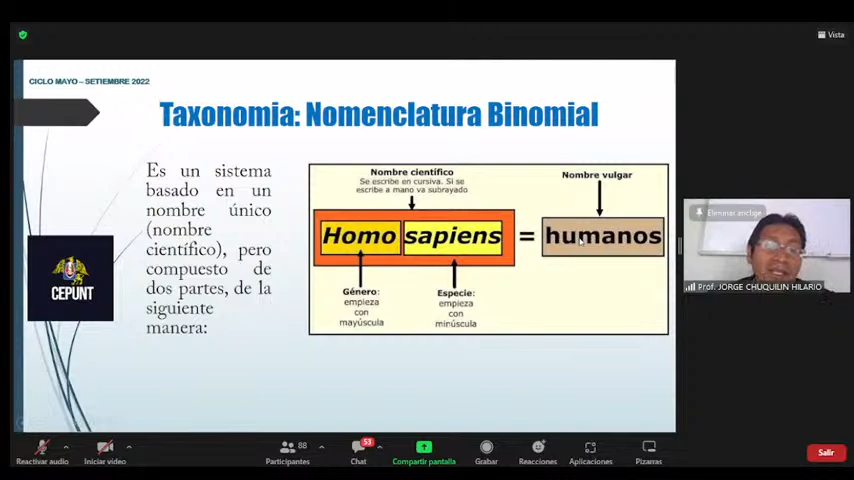 Vista
CICLO MAYO – SETIEMBRE 2022
Taxonomia: Nomenclatura Binomial
Es un sistema
basado en un
nombre único
(nombre
científico), pero
compuesto de
dos partes, de la
siguiente
manera:
CEPUNT
Nombre científico
Se escribe en cursiva. Si se
escribe a mano va subrayado
Nombre vulgar
Homo sapiens = humanos
Género:
empieza
con
mayúscula
Especie:
empieza
con
minúscula
Eliminar anclaje
Prof. JORGE CHUQUILIN HILARIO
Reactivar audio
Iniciar video
88
Participantes
53
Chat
Compartir pantalla
Grabar
Reacciones
Aplicaciones
Pizarras
Salir